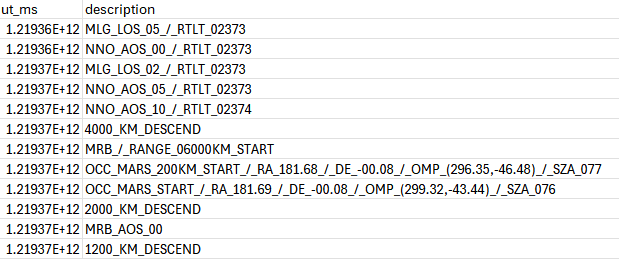 ut_ms description
1.21936E+12 MLG_LOS_05_/_RTLT_02373
1.21936E+12 NNO_AOS_00_/_RTLT_02373
1.21937E+12 MLG_LOS_02_/_RTLT_02373
1.21937E+12 NNO_AOS_05_/_RTLT_02373
1.21937E+12 NNO_AOS_10_/_RTLT_02374
1.21937E+12 4000_KM_DESCEND
1.21937E+12 MRB_/_RANGE_06000KM_START
1.21937E+12 OCC_MARS_200KM_START_/_RA_181.68_/_DE_-00.08_/_OMP_(296.35,-46.48)_/_SZA_077
1.21937E+12 OCC_MARS_START_/_RA_181.69_/_DE_-00.08_/_OMP_(299.32,-43.44)_/_SZA_076
1.21937E+12 2000_KM_DESCEND
1.21937E+12 MRB_AOS_00
1.21937E+12 1200_KM_DESCEND